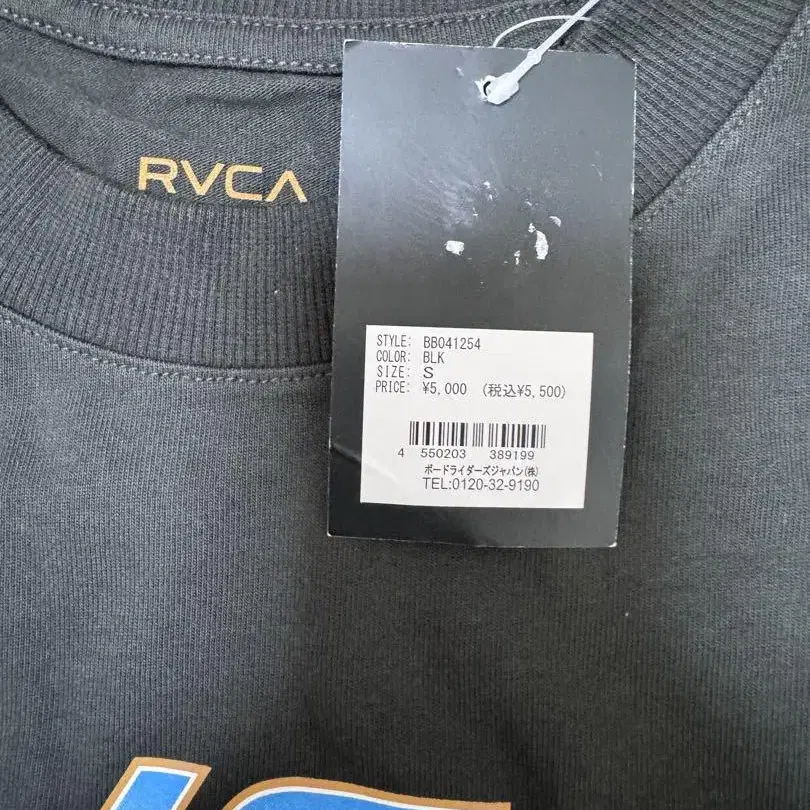 RVCA
STYLE: BB041254
COLOR: BLK
SIZE: S
PRICE: ¥5,000 (税込¥5,500)
4 550203 389199
ボードライダーズジャパン(株)
TEL:0120-32-9190